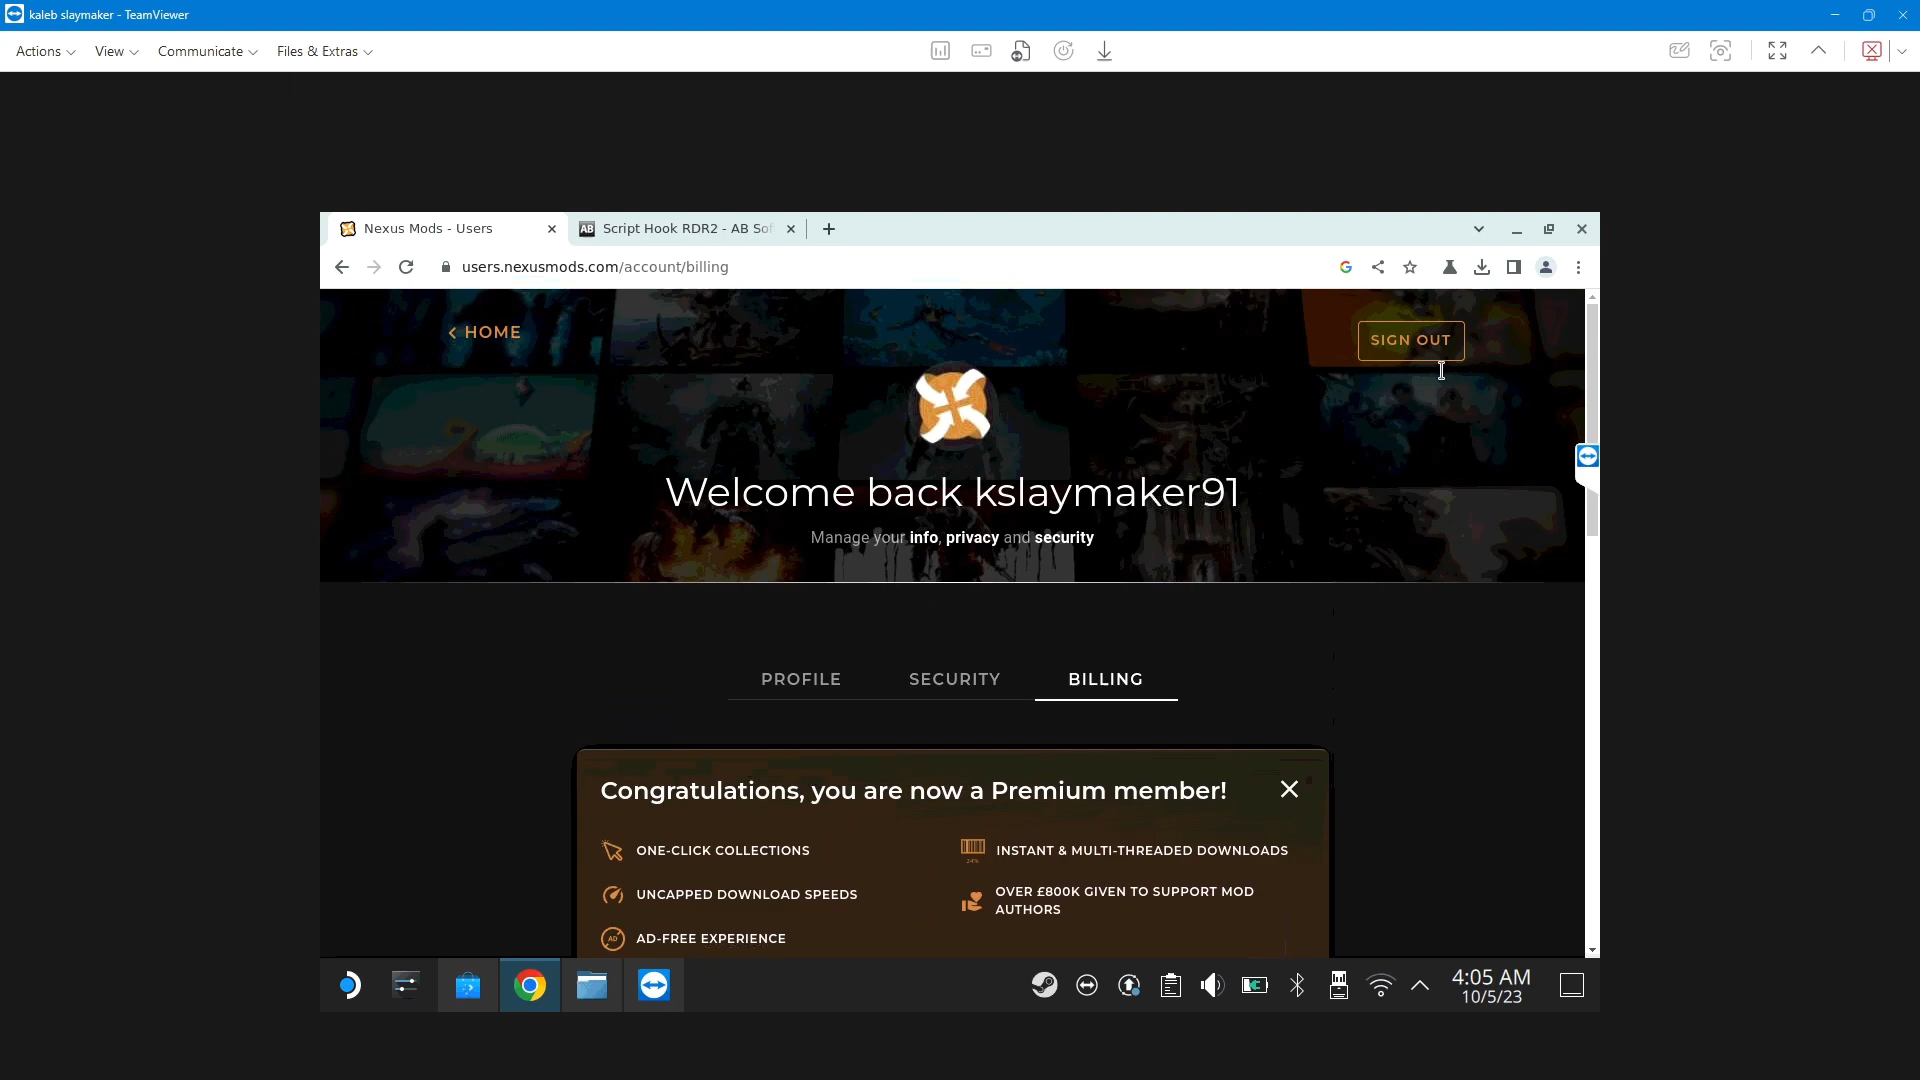 kaleb slaymaker - TeamViewer
Actions View Communicate Files & Extras
Nexus Mods - Users
AB Script Hook RDR2 - AB Sof
users.nexusmods.com/account/billing
HOME
SIGN OUT
Welcome back kslaymaker91
Manage your info, privacy and security
PROFILE SECURITY BILLING
Congratulations, you are now a Premium member!
ONE-CLICK COLLECTIONS
INSTANT & MULTI-THREADED DOWNLOADS
UNCAPPED DOWNLOAD SPEEDS
OVER £800K GIVEN TO SUPPORT MOD
AUTHORS
AD AD-FREE EXPERIENCE
4:05 AM
10/5/23